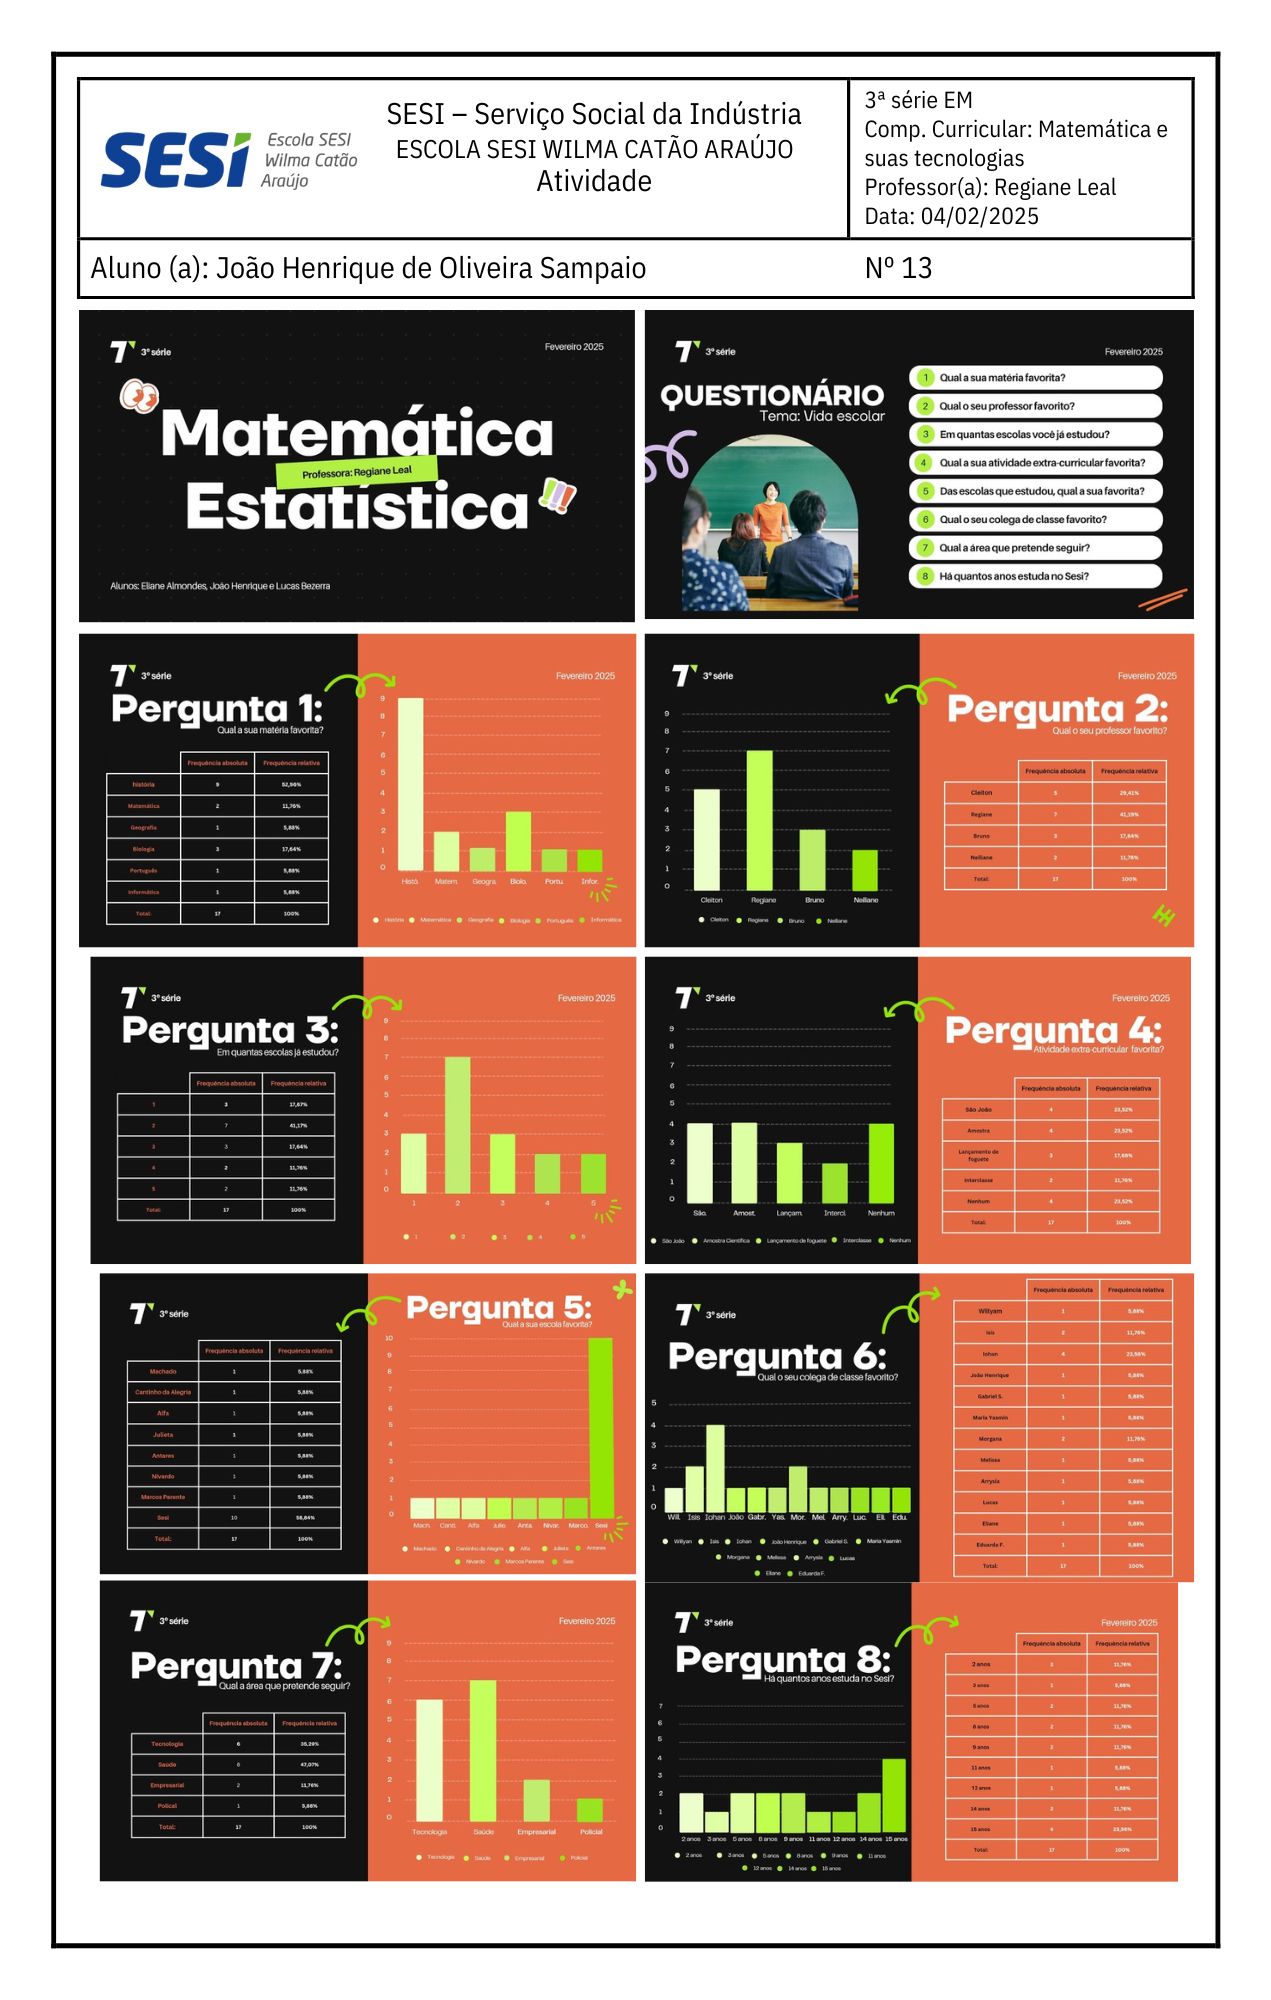 SESI Escola SESI
Wilma Catão
Araújo
SESI – Serviço Social da Indústria
ESCOLA SESI WILMA CATÃO ARAÚJO
Atividade
3ª série EM
Comp. Curricular: Matemática e
suas tecnologias
Professor(a): Regiane Leal
Data: 04/02/2025
Aluno (a): João Henrique de Oliveira Sampaio
Nº 13
3º série
Fevereiro 2025
Matemática
Professora: Regiane Leal
Estatística
Alunos: Eliane Almondes, João Henrique e Lucas Bezerra
3º série
Fevereiro 2025
QUESTIONÁRIO
Tema: Vida escolar
1 Qual a sua matéria favorita?
2 Qual o seu professor favorito?
3 Em quantas escolas você já estudou?
4 Qual a sua atividade extra-curricular favorita?
5 Das escolas que estudou, qual a sua favorita?
6 Qual o seu colega de classe favorito?
7 Qual a área que pretende seguir?
8 Há quantos anos estuda no Sesi?
3º série
Pergunta 1:
Qual a sua matéria favorita?
Frequência absoluta Frequência relativa
história 9 52,96%
Matemática 2 11,76%
Geografia 1 5,88%
Biologia 3 17,64%
Português 1 5,88%
Informática 1 5,88%
Total: 17 100%
Fevereiro 2025
9
8
7
6
5
4
3
2
1
0
Histó. Matem. Geogra. Biolo. Portu. Infor.
História Matemática Geografia Biologia Português Informática
3º série
9
8
7
6
5
4
3
2
1
0
Cleiton Regiane Bruno Neiliane
Cleiton Regiane Bruno Neiliane
Fevereiro 2025
Pergunta 2:
Qual o seu professor favorito?
Frequência absoluta Frequência relativa
Cleiton 5 29,41%
Regiane 7 41,19%
Bruno 3 17,64%
Neiliane 2 11,76%
Total: 17 100%
3º série
Pergunta 3:
Em quantas escolas já estudou?
Frequência absoluta Frequência relativa
1 3 17,67%
2 7 41,17%
3 3 17,64%
4 2 11,76%
5 2 11,76%
Total: 17 100%
Fevereiro 2025
9
8
7
6
5
4
3
2
1
0
1 2 3 4 5
1 2 3 4 5
3º série
9
8
7
6
5
4
3
2
1
0
São. Amost. Lançam. Intercl. Nenhum
São João Amostra Científica Lançamento de foguete Interclasse Nenhum
Fevereiro 2025
Pergunta 4:
Atividade extra-curricular favorita?
Frequência absoluta Frequência relativa
São João 4 23,52%
Amostra 4 23,52%
Lançamento de
foguete 3 17,68%
Interclasse 2 11,76%
Nenhum 4 23,52%
Total: 17 100%
3º série
Frequência absoluta Frequência relativa
Machado 1 5,88%
Cantinho da Alegria 1 5,88%
Alfa 1 5,88%
Julieta 1 5,88%
Antares 1 5,88%
Nivardo 1 5,88%
Marcos Parente 1 5,88%
Sesi 10 58,84%
Total: 17 100%
Pergunta 5:
Qual a sua escola favorita?
10
9
8
7
6
5
4
3
2
1
0
Mach. Canti. Alfa Julie. Anta. Nivar. Marco. Sesi
Machado Cantinho da Alegria Alfa Julieta Antares
Nivardo Marcos Parente Sesi
3º série
Pergunta 6:
Qual o seu colega de classe favorito?
5
4
3
2
1
0
Will. Isis Iohan João Gabr. Yas. Mor. Mel. Arry. Luc. Eli. Edu.
Willyan Isis Iohan João Henrique Gabriel S. Maria Yasmin
Morgana Melissa Arrysla Lucas
Eliane Eduarda F.
Frequência absoluta Frequência relativa
Willyam 1 5,88%
Isis 2 11,76%
Iohan 4 23,56%
João Henrique 1 5,88%
Gabriel S. 1 5,88%
Maria Yasmin 1 5,88%
Morgana 2 11,76%
Melissa 1 5,88%
Arrysla 1 5,88%
Lucas 1 5,88%
Eliane 1 5,88%
Eduarda F. 1 5,88%
Total: 17 100%
3º série
Pergunta 7:
Qual a área que pretende seguir?
Frequência absoluta Frequência relativa
Tecnologia 6 35,29%
Saúde 8 47,07%
Empresarial 2 11,76%
Polical 1 5,88%
Total: 17 100%
Fevereiro 2025
9
8
7
6
5
4
3
2
1
0
Tecnologia Saúde Empresarial Policial
Tecnologia Saúde Empresarial Policial
3º série
Pergunta 8:
Há quantos anos estuda no Sesi?
7
6
5
4
3
2
1
0
2 anos 3 anos 5 anos 6 anos 9 anos 11 anos 12 anos 14 anos 15 anos
2 anos 3 anos 5 anos 8 anos 9 anos 11 anos
12 anos 14 anos 15 anos
Fevereiro 2025
Frequência absoluta Frequência relativa
2 anos 2 11,76%
3 anos 1 5,88%
5 anos 2 11,76%
6 anos 2 11,76%
9 anos 2 11,76%
11 anos 1 5,88%
12 anos 1 5,88%
14 anos 2 11,76%
15 anos 4 23,56%
Total: 17 100%